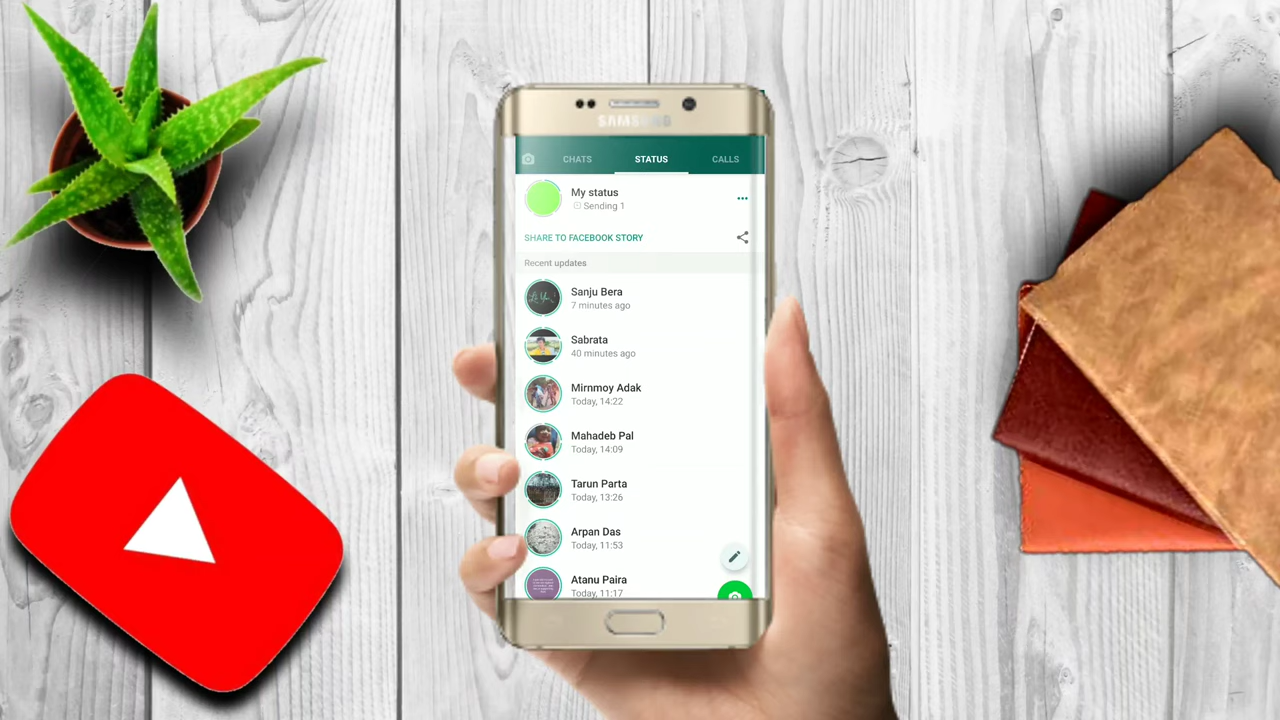 SAMSUNG
CHATS STATUS CALLS
My status
Sending 1
SHARE TO FACEBOOK STORY
Recent updates
Sanju Bera
7 minutes ago
Sabrata
40 minutes ago
Mirnmoy Adak
Today, 14:22
Mahadeb Pal
Today, 14:09
Tarun Parta
Today, 13:26
Arpan Das
Today, 11:53
Atanu Paira
Today, 11:17